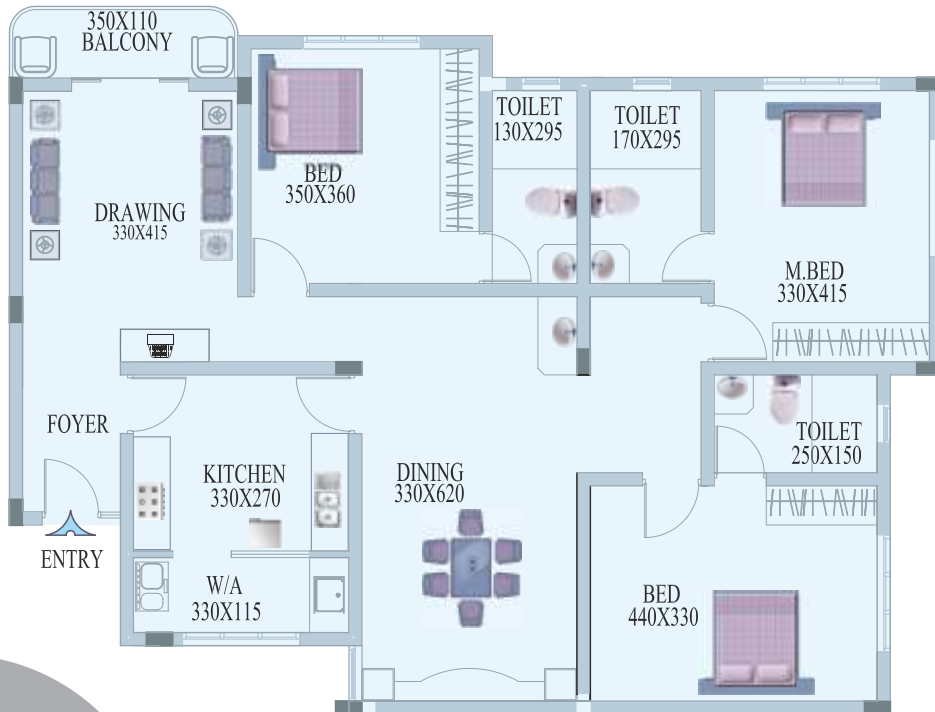 350X110
BALCONY
TOILET
130X295
TOILET
170X295
BED
350X360
DRAWING
330X415
M.BED
330X415
FOYER
TOILET
250X150
KITCHEN
330X270
DINING
330X620
ENTRY
W/A
330X115
BED
440X330